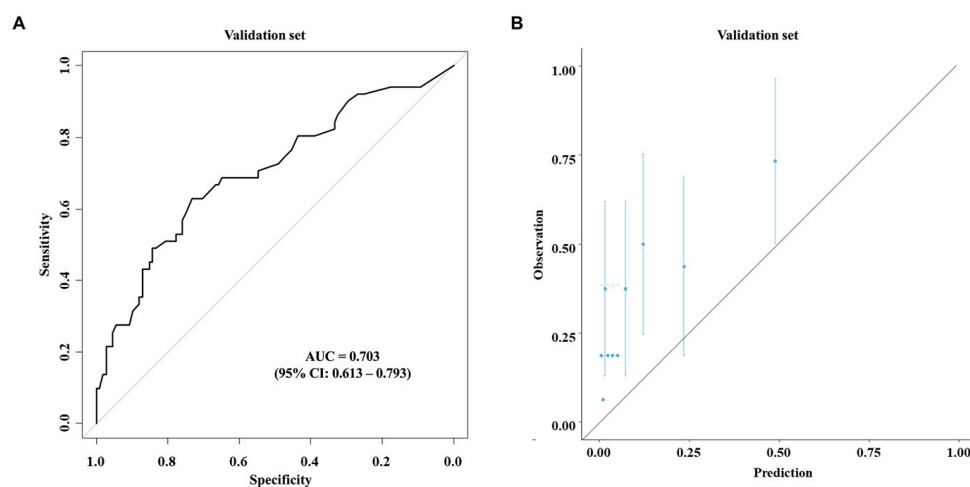 A
Validation set
1.0
0.8
0.6
0.4
0.2
0.0
Sensitivity
AUC = 0.703
(95% CI: 0.613 – 0.793)
1.0 0.8 0.6 0.4 0.2 0.0
Specificity
B
Validation set
1.00
0.75
0.50
0.25
0.00
Observation
0.00 0.25 0.50 0.75 1.00
Prediction